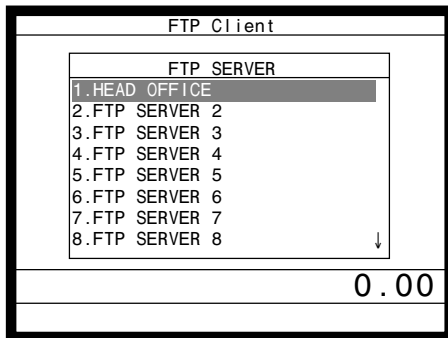 FTP Client
FTP SERVER
1.HEAD OFFICE
2.FTP SERVER 2
3.FTP SERVER 3
4.FTP SERVER 4
5.FTP SERVER 5
6.FTP SERVER 6
7.FTP SERVER 7
8.FTP SERVER 8 ↓
0.00